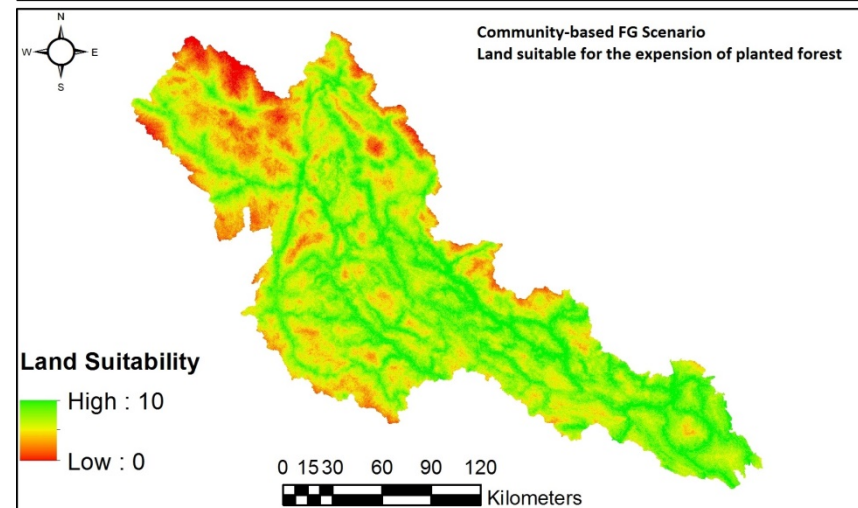 N
W E
S
Community-based FG Scenario
Land suitable for the expension of planted forest
Land Suitability
High : 10
Low : 0
0 15 30 60 90 120
Kilometers